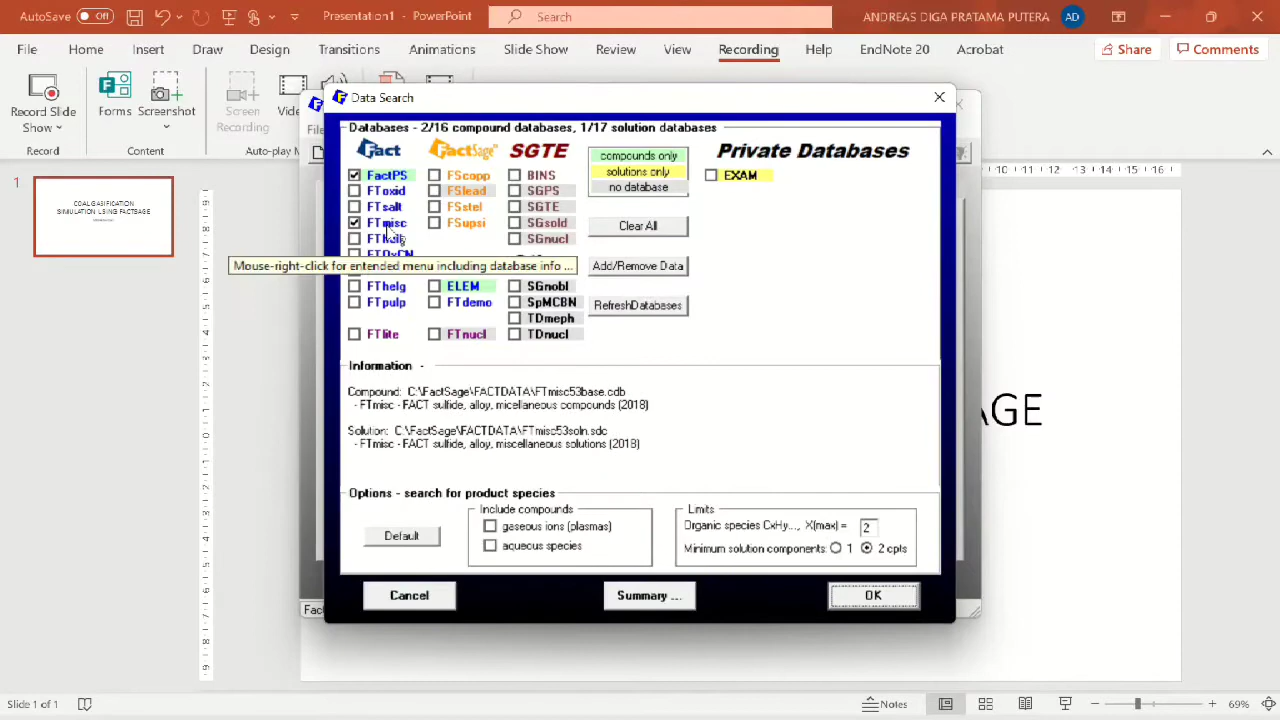 AutoSave Off Presentation1 - PowerPoint Search ANDREAS DIGA PRATAMA PUTERA AD
File Home Insert Draw Design Slide Show Transitions Animations Review View Recording Help EndNote 20 Acrobat Share Comments
Record Slide Show
Forms
Screenshot
Screen Recording
Record
Content
Auto-play
1
COAL GASIFICATION
SIMULATION USING FACTSAGE
Data Search
Databases - 2/16 compound databases, 1/17 solution databases
Fact FactSage SGTE compounds only Private Databases
solutions only
no database
FactPS FScopp BINS EXAM
FToxid FSlead SGPS
FTsalt FSstel SGTE
FTmisc FSupsi SGsold Clear All
SGnucl
FTOxCN
Mouse-right-click for extended menu including database info ... Add/Remove Data
FThelg ELEM SGnobl
FTpulp FTdemo SpMCBN RefreshDatabases
TDmeph
FTlite FTnucl TDnucl
Information -
Compound: C:\FactSage\FACTDATA\FTmisc53base.cdb
- FTmisc - FACT sulfide, alloy, micellaneous compounds (2018)
Solution: C:\FactSage\FACTDATA\FTmisc53soln.sdc
- FTmisc - FACT sulfide, alloy, miscellaneous solutions (2018)
Options - search for product species
Default
Include compounds
gaseous ions (plasmas)
aqueous species
Limits
Organic species CxHy..., X(max) = 2
Minimum solution components: 1 2 cpts
Cancel Summary ... OK
AGE
Slide 1 of 1 Notes 69%